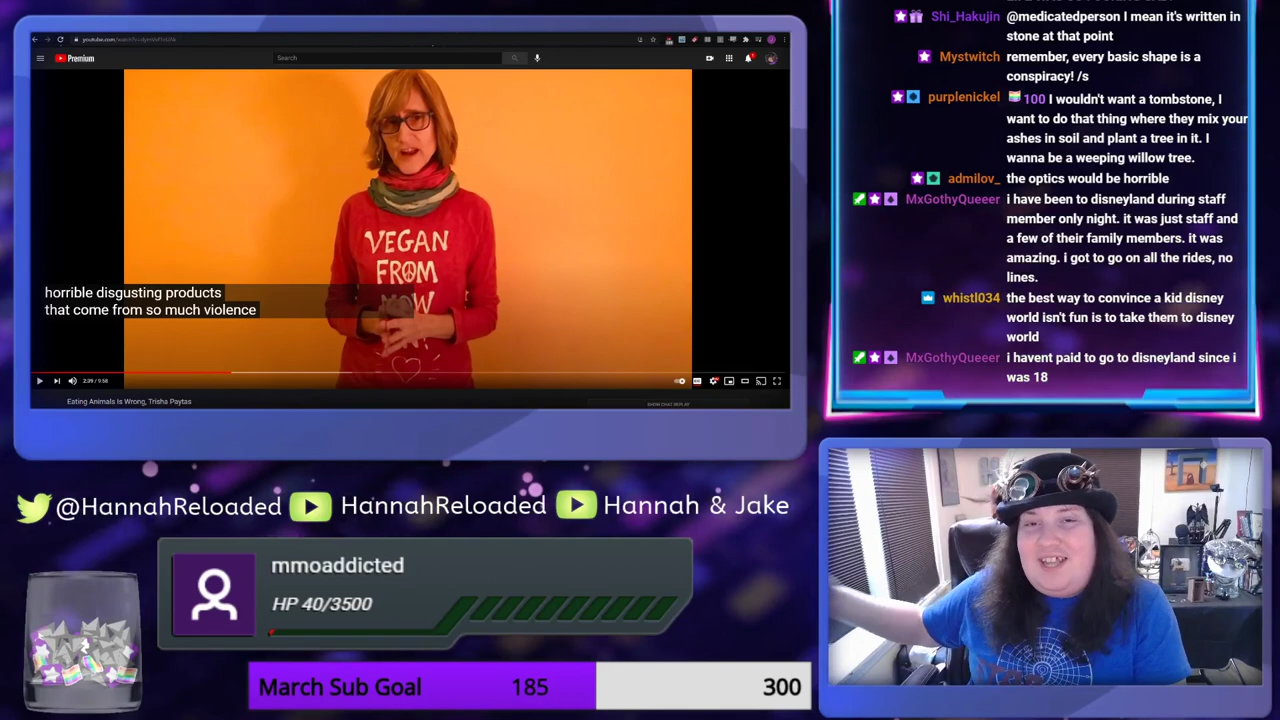 Premium
Search
VEGAN
FROM
horrible disgusting products
that come from so much violence
2:39 / 9:58
Eating Animals Is Wrong, Trisha Paytas
SHOW CHAT REPLAY
Shi_Hakujin @medicatedperson I mean it's written in
stone at that point
Mystwitch remember, every basic shape is a
conspiracy! /s
purplenickel 100 I wouldn't want a tombstone, I
want to do that thing where they mix your
ashes in soil and plant a tree in it. I
wanna be a weeping willow tree.
admilov_ the optics would be horrible
MxGothyQueeer i have been to disneyland during staff
member only night. it was just staff and
a few of their family members. it was
amazing. i got to go on all the rides, no
lines.
whistl034 the best way to convince a kid disney
world isn't fun is to take them to disney
world
MxGothyQueeer i havent paid to go to disneyland since i
was 18
@HannahReloaded HannahReloaded Hannah & Jake
mmoaddicted
HP 40/3500
March Sub Goal 185 300